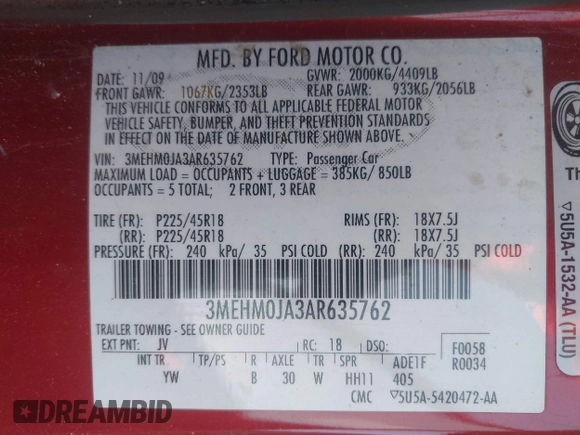 MFD. BY FORD MOTOR CO.
DATE: 11/09 GVWR: 2000KG/4409LB
FRONT GAWR: 1067KG/2353LB REAR GAWR: 933KG/2056LB
THIS VEHICLE CONFORMS TO ALL APPLICABLE FEDERAL MOTOR
VEHICLE SAFETY, BUMPER, AND THEFT PREVENTION STANDARDS
IN EFFECT ON THE DATE OF MANUFACTURE SHOWN ABOVE.
VIN: 3MEHM0JA3AR635762 TYPE: Passenger Car
MAXIMUM LOAD = OCCUPANTS + LUGGAGE = 385KG/850LB
OCCUPANTS = 5 TOTAL; 2 FRONT, 3 REAR
TIRE (FR): P225/45R18 RIMS (FR): 18X7.5J
(RR): P225/45R18 (RR): 18X7.5J
PRESSURE (FR): 240 kPa/ 35 PSI COLD (RR): 240 kPa/ 35 PSI COLD
3MEHM0JA3AR635762
TRAILER TOWING - SEE OWNER GUIDE
EXT PNT: JV RC: 18 DSO: F0058
INT TR TP/PS R AXLE TR SPR ADE1F R0034
YW B 30 W HH11 405
CMC ▽5U5A-5420472-AA
Th
▽5U5A-1532-AA (TLU)
DREAMBID